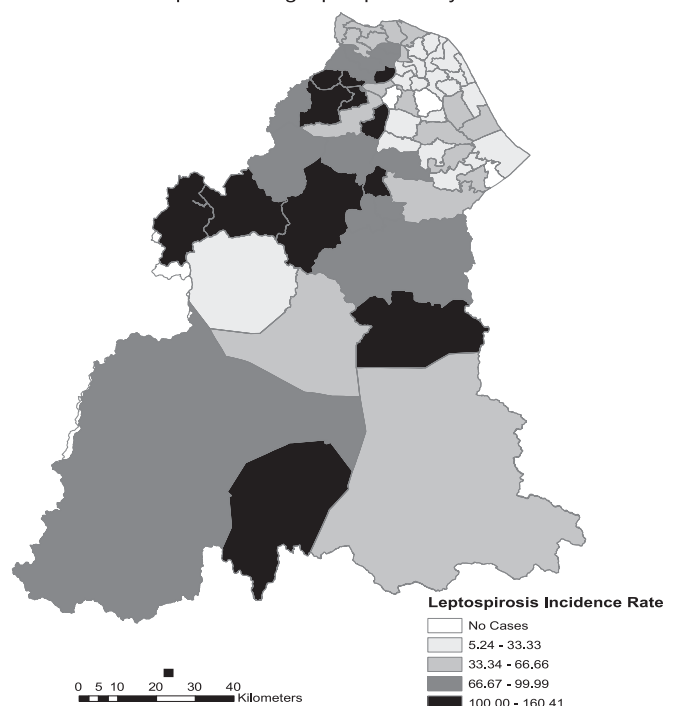 Leptospirosis Incidence Rate
No Cases
5.24 - 33.33
33.34 - 66.66
66.67 - 99.99
100.00 - 160.41
0 5 10 20 30 40
Kilometers